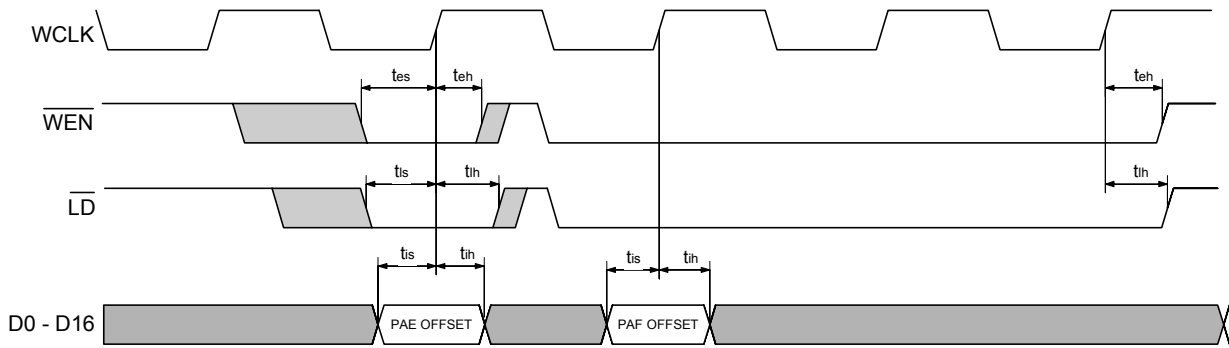 WCLK
tes teh teh
WEN
tls tlh tlh
LD
tis tih tis tih
D0 - D16 PAE OFFSET PAF OFFSET